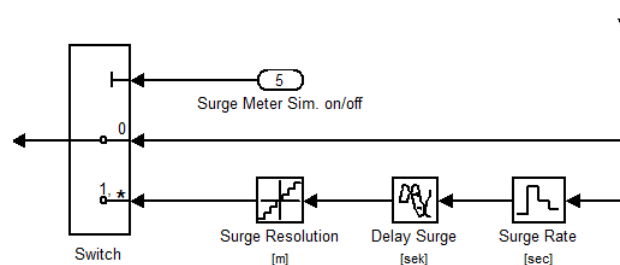 5
Surge Meter Sim. on/off
0
1, *
Switch
Surge Resolution
[m]
Delay Surge
[sek]
Surge Rate
[sec]